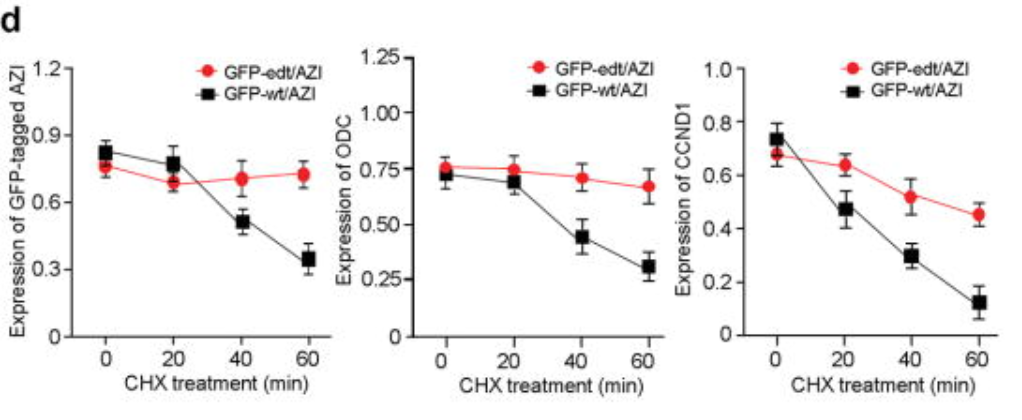 d
Expression of GFP-tagged AZI
1.2
0.9
0.6
0.3
0
GFP-edt/AZI
GFP-wt/AZI
0 20 40 60
CHX treatment (min)
Expression of ODC
1.25
1.00
0.75
0.50
0.25
0
GFP-edt/AZI
GFP-wt/AZI
0 20 40 60
CHX treatment (min)
Expression of CCND1
1.0
0.8
0.6
0.4
0.2
0
GFP-edt/AZI
GFP-wt/AZI
0 20 40 60
CHX treatment (min)